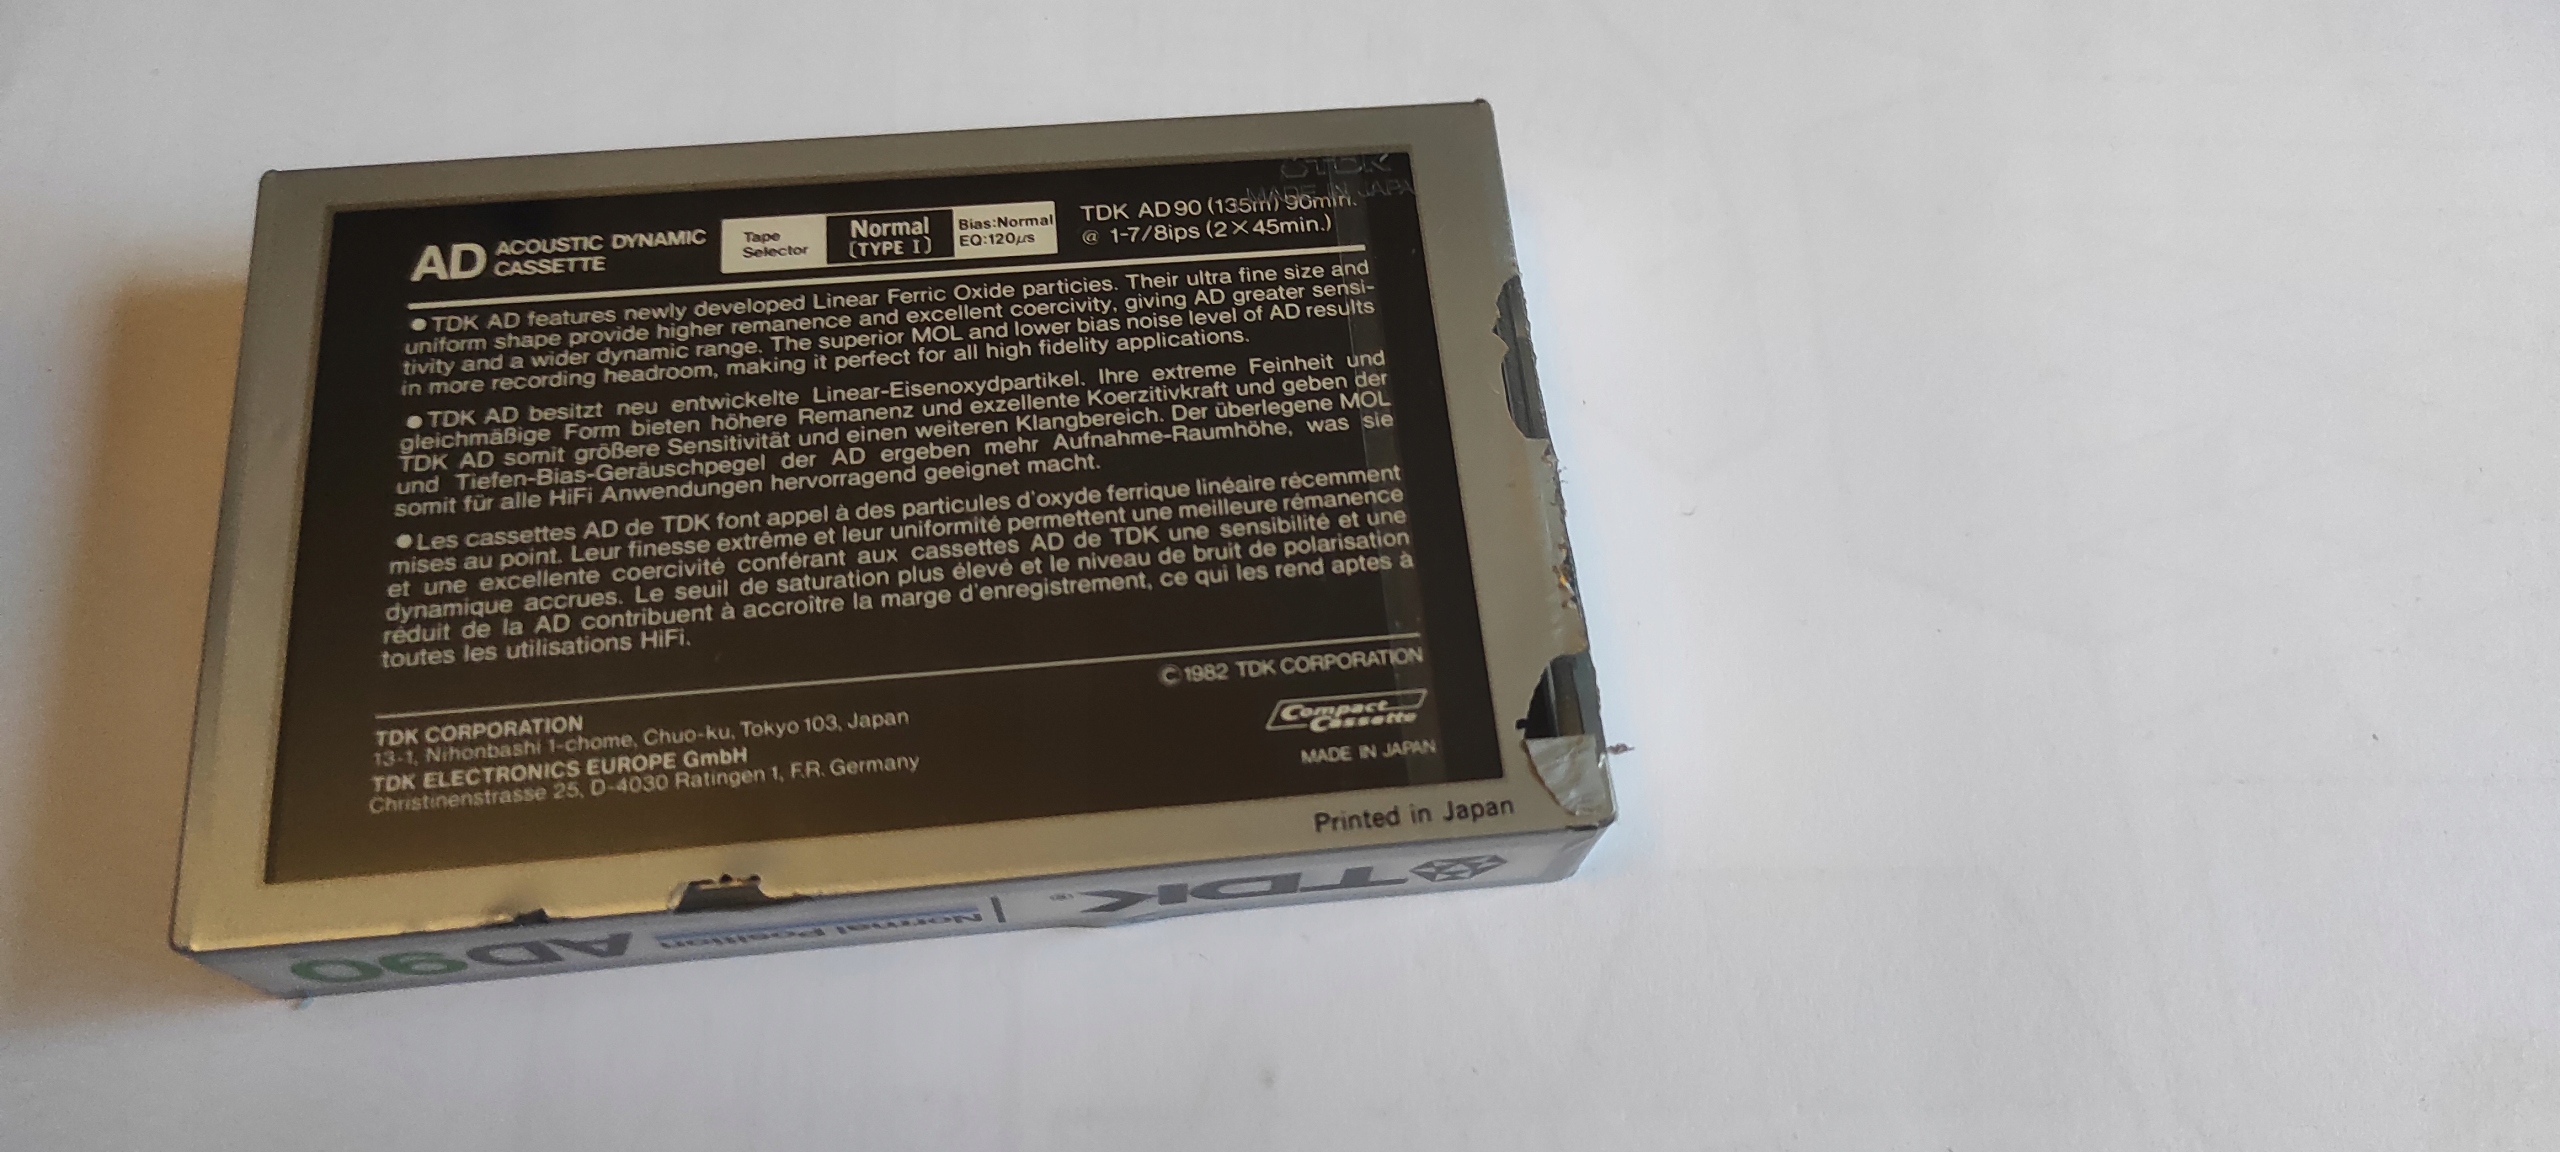 TDK
MADE IN JAPA
AD ACOUSTIC DYNAMIC
CASSETTE
Tape
Selector
Normal
(TYPE I)
Bias:Normal
EQ:120μs
TDK AD90 (135m) 90min.
@ 1-7/8ips (2×45min.)
●TDK AD features newly developed Linear Ferric Oxide particies. Their ultra fine size and
uniform shape provide higher remanence and excellent coercivity, giving AD greater sensi-
tivity and a wider dynamic range. The superior MOL and lower bias noise level of AD results
in more recording headroom, making it perfect for all high fidelity applications.
●TDK AD besitzt neu entwickelte Linear-Eisenoxydpartikel. Ihre extreme Feinheit und
gleichmäßige Form bieten höhere Remanenz und exzellente Koerzitivkraft und geben der
TDK AD somit größere Sensitivität und einen weiteren Klangbereich. Der überlegene MOL
und Tiefen-Bias-Geräuschpegel der AD ergeben mehr Aufnahme-Raumhöhe, was sie
somit für alle HiFi Anwendungen hervorragend geeignet macht.
●Les cassettes AD de TDK font appel à des particules d'oxyde ferrique linéaire récemment
mises au point. Leur finesse extrême et leur uniformité permettent une meilleure rémanence
et une excellente coercivité conférant aux cassettes AD de TDK une sensibilité et une
dynamique accrues. Le seuil de saturation plus élevé et le niveau de bruit de polarisation
réduit de la AD contribuent à accroître la marge d'enregistrement, ce qui les rend aptes à
toutes les utilisations HiFi.
©1982 TDK CORPORATION
TDK CORPORATION
13-1, Nihonbashi 1-chome, Chuo-ku, Tokyo 103, Japan
TDK ELECTRONICS EUROPE GmbH
Christinenstrasse 25, D-4030 Ratingen 1, F.R. Germany
Compact
Cassette
MADE IN JAPAN
Printed in Japan
TDK® | Normal Position AD90